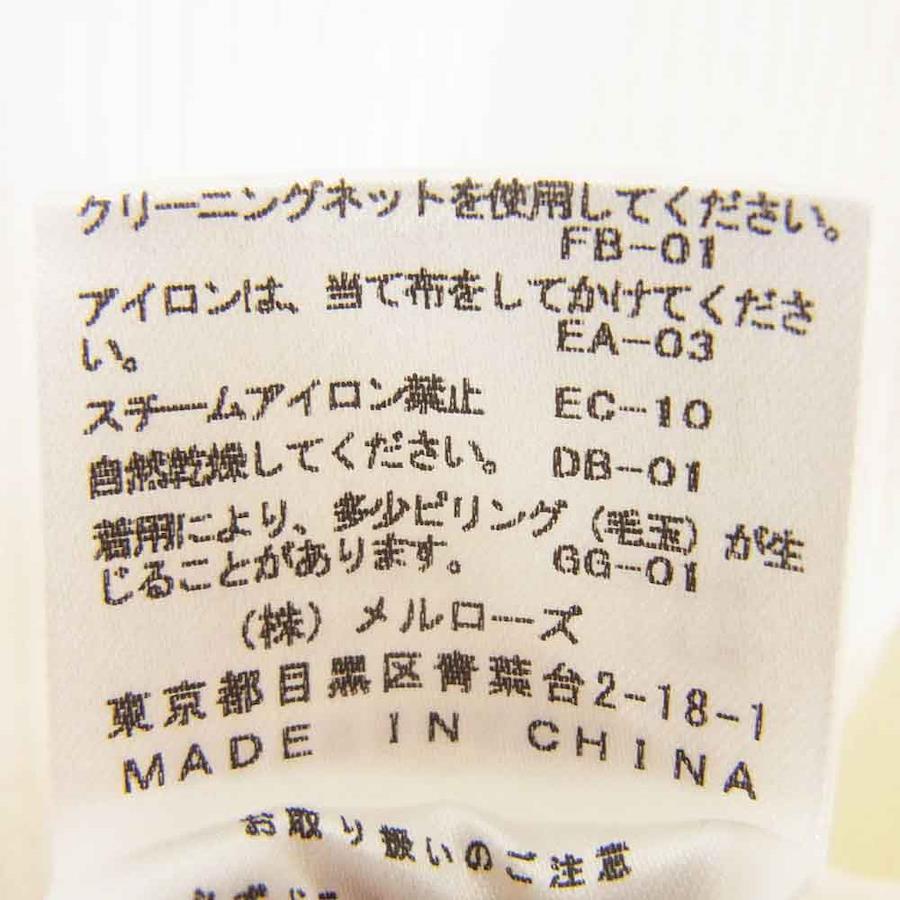 クリーニングネットを使用してください。
FB-01
アイロンは、当て布をしてかけてくださ
い。 EA-03
スチームアイロン禁止 EC-10
自然乾燥してください。 DB-01
着用により、多少ピリング（毛玉）が生
じることがあります。 GG-01
（株）メルローズ
東京都目黒区青葉台2-18-1
MADE IN CHINA
お取り扱いのご注意